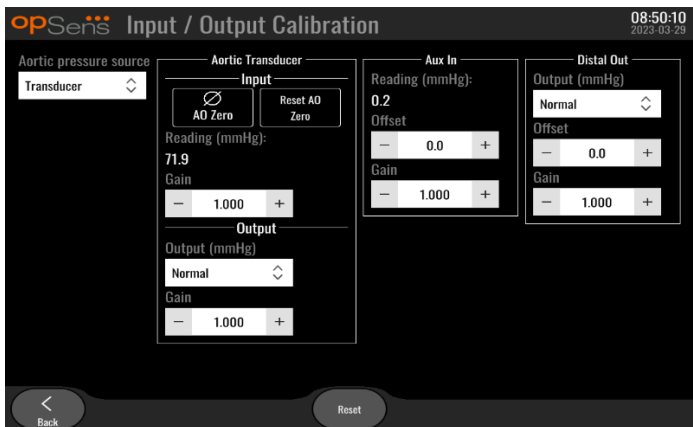 opSens Input / Output Calibration
08:50:10
2023-03-29
Aortic pressure source
Transducer
Aortic Transducer
Input
AO Zero
Reset AO
Zero
Reading (mmHg):
71.9
Gain
− 1.000 +
Output
Output (mmHg)
Normal
Gain
− 1.000 +
Aux In
Reading (mmHg):
0.2
Offset
− 0.0 +
Gain
− 1.000 +
Distal Out
Output (mmHg)
Normal
Offset
− 0.0 +
Gain
− 1.000 +
Back
Reset